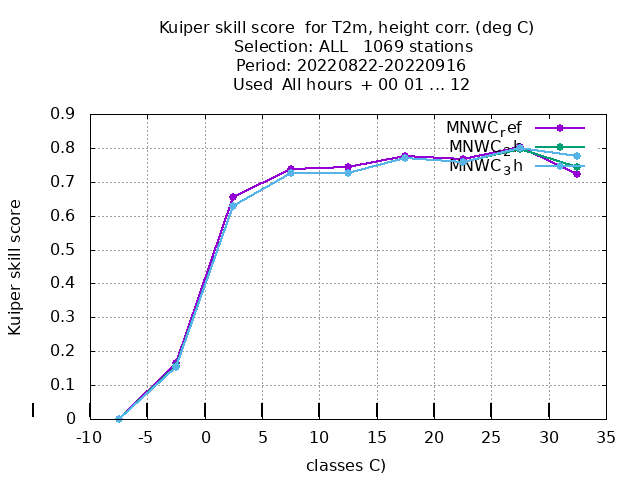 Kuiper skill score  for T2m, height corr. (deg C)
Selection: ALL   1069 stations
Period: 20220822-20220916
Used  All hours  + 00 01 ... 12
0.9
0.8
0.7
0.6
0.5
0.4
0.3
0.2
0.1
0
Kuiper skill score
MNWCref
MNWC2h
MNWC3h
-10 -5 0 5 10 15 20 25 30 35
classes C)